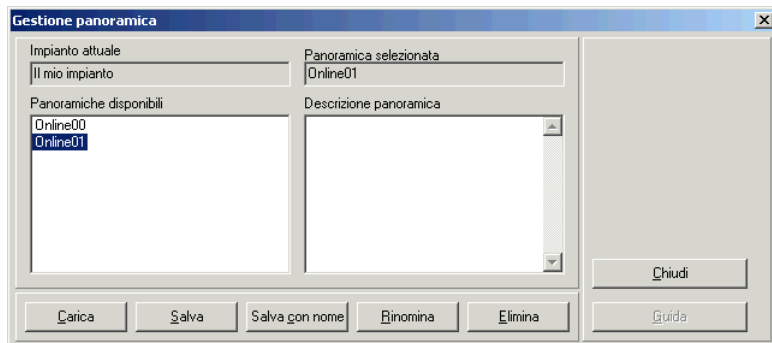 Gestione panoramica
Impianto attuale
Il mio impianto
Panoramica selezionata
Online01
Panoramiche disponibili
Online00
Online01
Descrizione panoramica
Chiudi
Carica
Salva
Salva con nome
Rinomina
Elimina
Guida